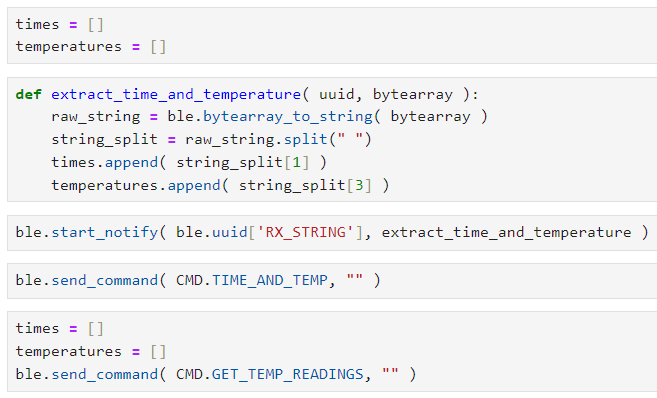 times = []
temperatures = []
def extract_time_and_temperature( uuid, bytearray ):
    raw_string = ble.bytearray_to_string( bytearray )
    string_split = raw_string.split(" ")
    times.append( string_split[1] )
    temperatures.append( string_split[3] )
ble.start_notify( ble.uuid['RX_STRING'], extract_time_and_temperature )
ble.send_command( CMD.TIME_AND_TEMP, "" )
times = []
temperatures = []
ble.send_command( CMD.GET_TEMP_READINGS, "" )